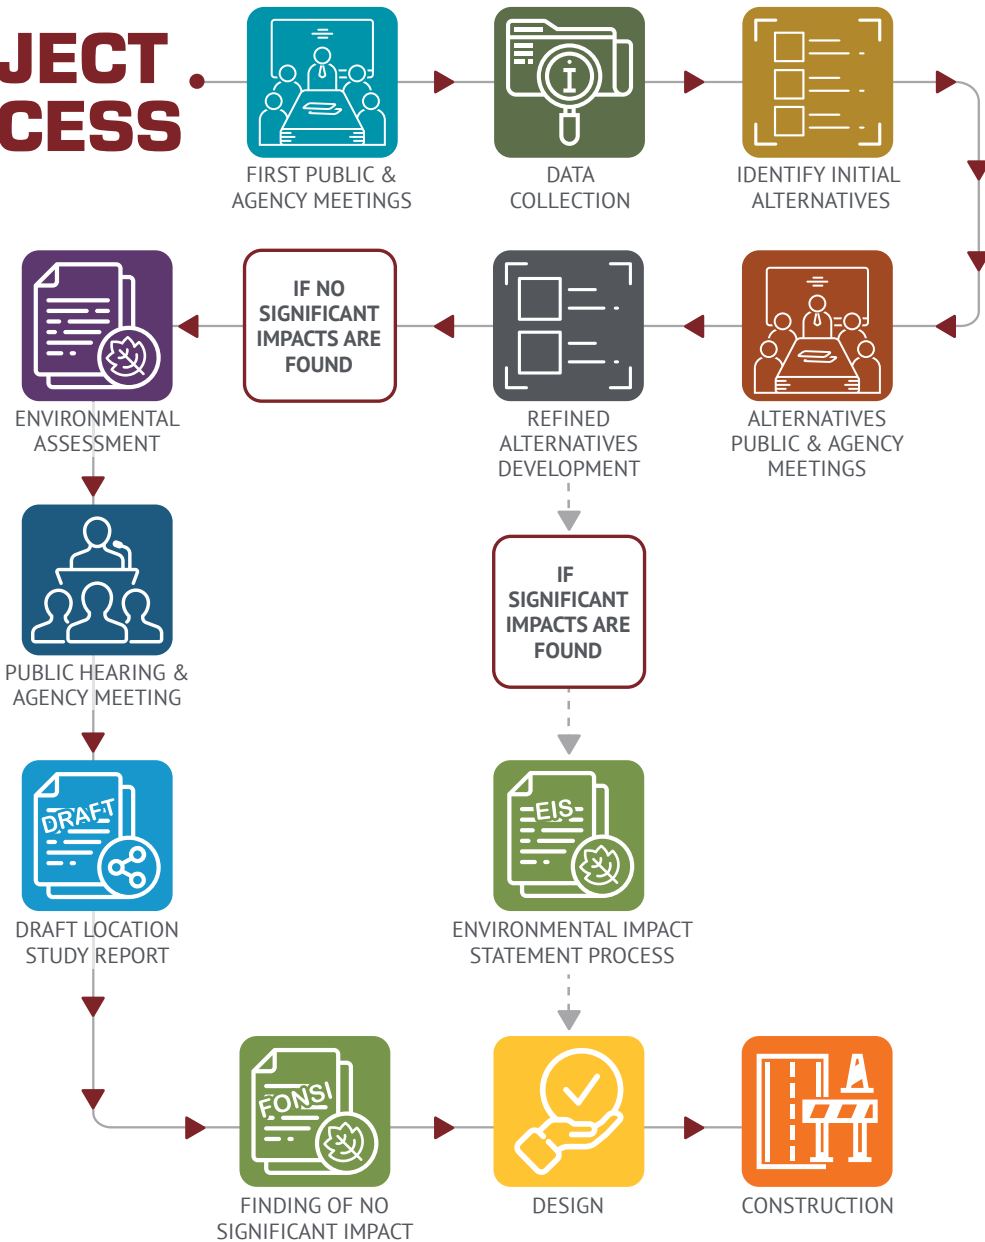 JECT
CESS
FIRST PUBLIC &
AGENCY MEETINGS
DATA
COLLECTION
IDENTIFY INITIAL
ALTERNATIVES
ENVIRONMENTAL
ASSESSMENT
IF NO
SIGNIFICANT
IMPACTS ARE
FOUND
REFINED
ALTERNATIVES
DEVELOPMENT
ALTERNATIVES
PUBLIC & AGENCY
MEETINGS
PUBLIC HEARING &
AGENCY MEETING
IF
SIGNIFICANT
IMPACTS ARE
FOUND
DRAFT
DRAFT LOCATION
STUDY REPORT
EIS
ENVIRONMENTAL IMPACT
STATEMENT PROCESS
FONSI
FINDING OF NO
SIGNIFICANT IMPACT
DESIGN
CONSTRUCTION